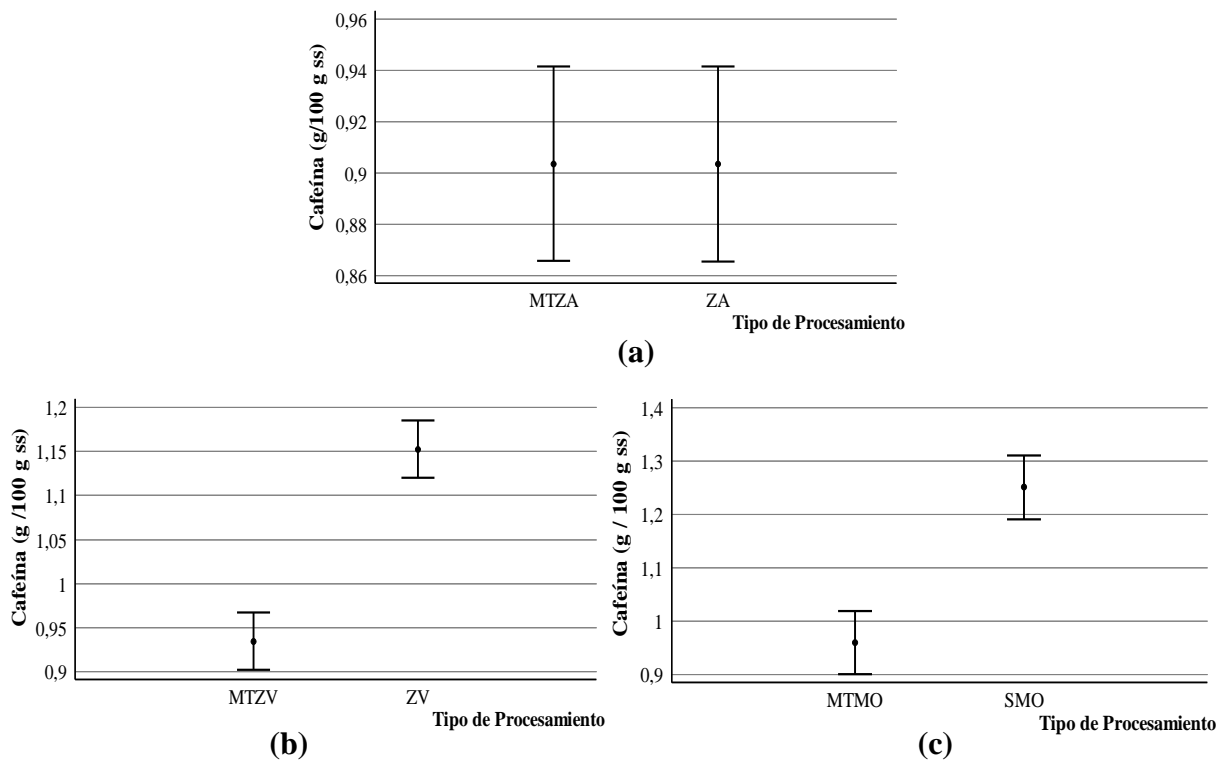 0,96
0,94
0,92
0,9
0,88
0,86
Cafeína (g/100 g ss)
MTZA ZA
Tipo de Procesamiento
(a)
1,2
1,15
1,1
1,05
1
0,95
0,9
Cafeína (g /100 g ss)
MTZV ZV
Tipo de Procesamiento
(b)
1,4
1,3
1,2
1,1
1
0,9
Cafeína (g / 100 g ss)
MTMO SMO
Tipo de Procesamiento
(c)